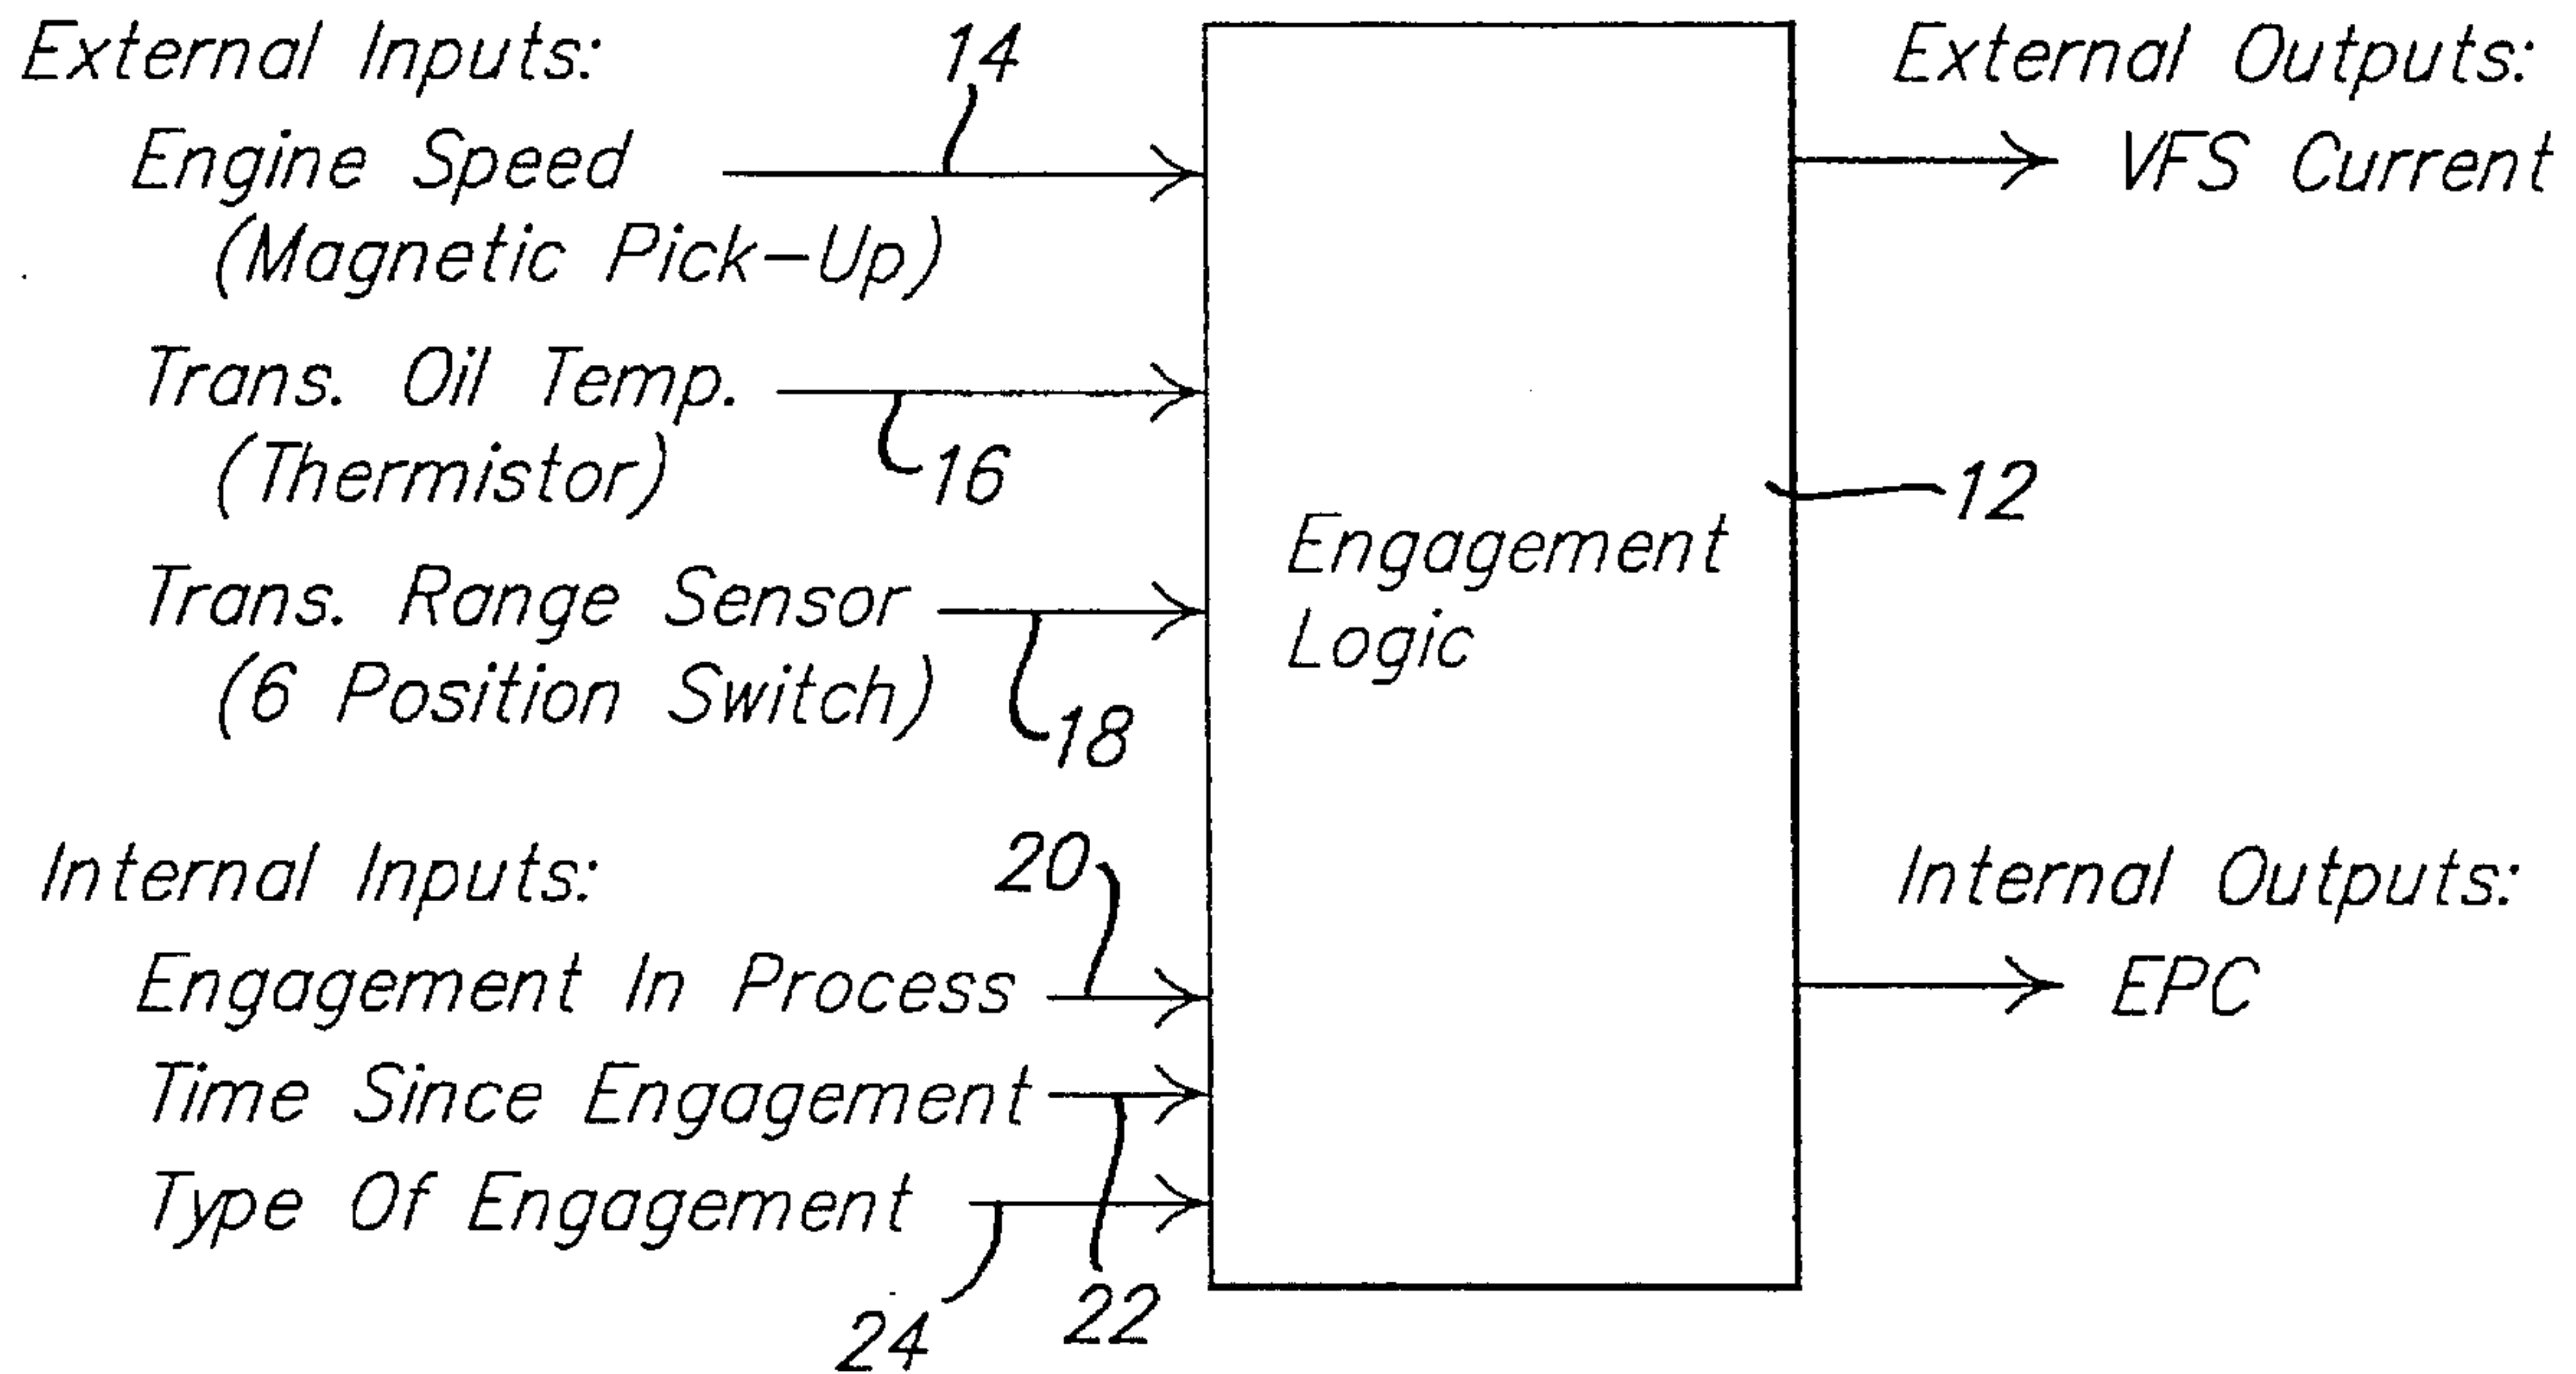 External Inputs:
14
Engine Speed
(Magnetic Pick-Up)
Trans. Oil Temp.
(Thermistor)
16
Trans. Range Sensor
(6 Position Switch)
18
Internal Inputs:
20
Engagement In Process
Time Since Engagement
Type Of Engagement
22
24
Engagement
Logic
12
External Outputs:
VFS Current
Internal Outputs:
EPC